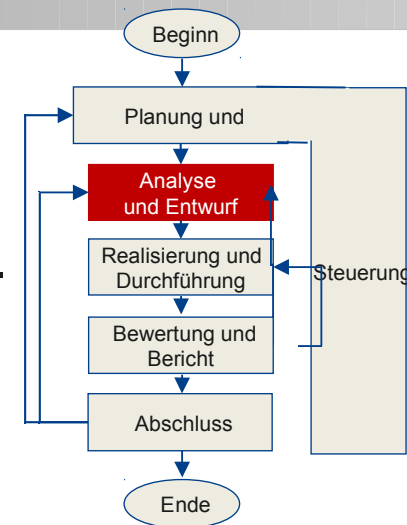 Beginn
Planung und
Analyse
und Entwurf
Realisierung und
Durchführung
Steuerung
Bewertung und
Bericht
Abschluss
Ende